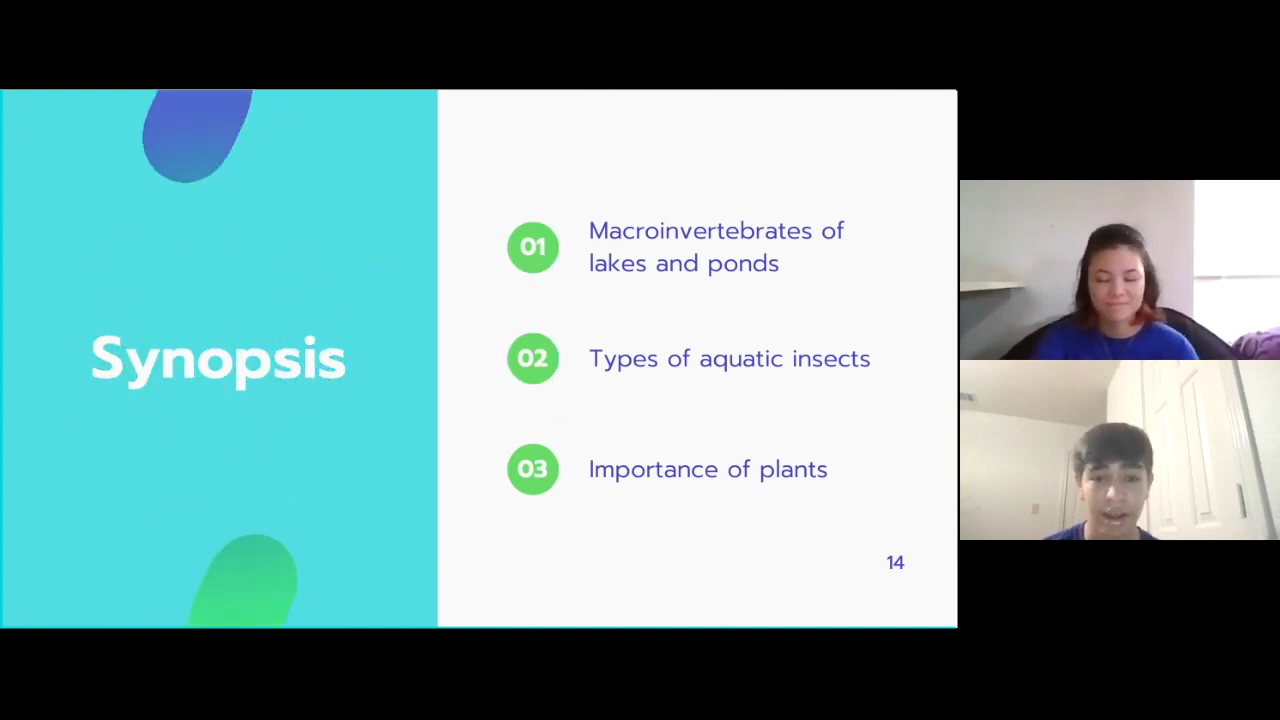 Synopsis
01
Macroinvertebrates of
lakes and ponds
02
Types of aquatic insects
03
Importance of plants
14